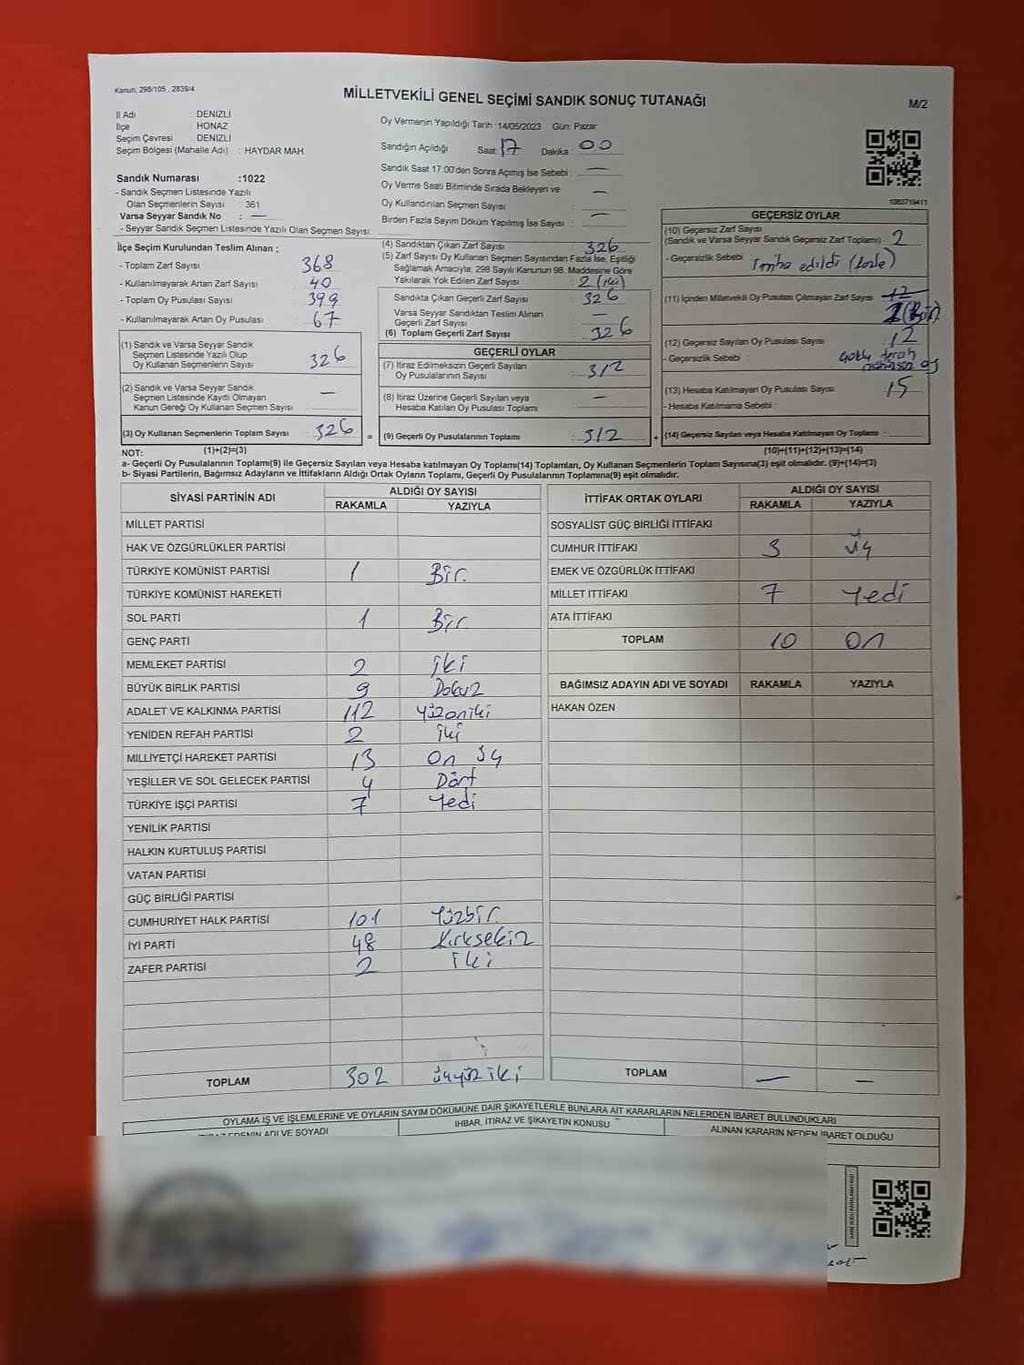 Kanun, 298/105 , 2839/4
MİLLETVEKİLİ GENEL SEÇİMİ SANDIK SONUÇ TUTANAĞI
M/2
İl Adı : DENİZLİ
İlçe : HONAZ
Seçim Çevresi : DENİZLİ
Seçim Bölgesi (Mahalle Adı) : HAYDAR MAH.
Sandık Numarası :1022
- Sandık Seçmen Listesinde Yazılı
Olan Seçmenlerin Sayısı : 361
Varsa Seyyar Sandık No : —
- Seyyar Sandık Seçmen Listesinde Yazılı Olan Seçmen Sayısı:
Oy Vermenin Yapıldığı Tarih :14/05/2023 Gün: Pazar
Sandığın Açıldığı Saat: 17 Dakika : 00
Sandık Saat 17:00'den Sonra Açılmış İse Sebebi : —
Oy Verme Saati Bitiminde Sırada Bekleyen ve
Oy Kullandırılan Seçmen Sayısı : —
Birden Fazla Sayım Döküm Yapılmış İse Sayısı : —
1083719411
İlçe Seçim Kurulundan Teslim Alınan ;
- Toplam Zarf Sayısı : 368
- Kullanılmayarak Artan Zarf Sayısı : 40
- Toplam Oy Pusulası Sayısı : 399
- Kullanılmayarak Artan Oy Pusulası : 67
(1) Sandık ve Varsa Seyyar Sandık
Seçmen Listesinde Yazılı Olup
Oy Kullanan Seçmenlerin Sayısı : 326
(2) Sandık ve Varsa Seyyar Sandık
Seçmen Listesinde Kayıtlı Olmayan
Kanun Gereği Oy Kullanan Seçmen Sayısı : —
(3) Oy Kullanan Seçmenlerin Toplam Sayısı : 326 =
(1)+(2)=(3)
(4) Sandıktan Çıkan Zarf Sayısı : 326
(5) Zarf Sayısı Oy Kullanan Seçmen Sayısından Fazla İse, Eşitliği
Sağlamak Amacıyla; 298 Sayılı Kanunun 98. Maddesine Göre
Yakılarak Yok Edilen Zarf Sayısı : 2 (iki)
Sandıkta Çıkan Geçerli Zarf Sayısı : 326
Varsa Seyyar Sandıktan Teslim Alınan
Geçerli Zarf Sayısı :
(6) Toplam Geçerli Zarf Sayısı : 326
GEÇERLİ OYLAR
(7) İtiraz Edilmeksizin Geçerli Sayılan
Oy Pusulalarının Sayısı : 312
(8) İtiraz Üzerine Geçerli Sayılan veya
Hesaba Katılan Oy Pusulası Toplamı : —
(9) Geçerli Oy Pusulalarının Toplamı : 312 +
GEÇERSİZ OYLAR
(10) Geçersiz Zarf Sayısı
(Sandık ve Varsa Seyyar Sandık Geçersiz Zarf Toplamı) : 2
- Geçersizlik Sebebi : İmha edildi (fazla)
(11) İçinden Milletvekili Oy Pusulası Çıkmayan Zarf Sayısı : 12
1 (Bir)
(12) Geçersiz Sayılan Oy Pusulası Sayısı : 12
- Geçersizlik Sebebi :
(13) Hesaba Katılmayan Oy Pusulası Sayısı : 15
- Hesaba Katılmama Sebebi :
(14) Geçersiz Sayılan veya Hesaba Katılmayan Oy Toplamı :
(10)+(11)+(12)+(13)=(14)
NOT:
a- Geçerli Oy Pusulalarının Toplamı(9) ile Geçersiz Sayılan veya Hesaba katılmayan Oy Toplamı(14) Toplamları, Oy Kullanan Seçmenlerin Toplam Sayısına(3) eşit olmalıdır. (9)+(14)=(3)
b- Siyasi Partilerin, Bağımsız Adayların ve İttifakların Aldığı Ortak Oyların Toplamı, Geçerli Oy Pusulalarının Toplamına(9) eşit olmalıdır.
SİYASİ PARTİNİN ADI ALDIĞI OY SAYISI
RAKAMLA YAZIYLA
MİLLET PARTİSİ
HAK VE ÖZGÜRLÜKLER PARTİSİ
TÜRKİYE KOMÜNİST PARTİSİ 1 Bir.
TÜRKİYE KOMÜNİST HAREKETİ
SOL PARTİ 1 Bir
GENÇ PARTİ
MEMLEKET PARTİSİ 2 iki
BÜYÜK BİRLİK PARTİSİ 9 Dokuz
ADALET VE KALKINMA PARTİSİ 112 Yüzoniki
YENİDEN REFAH PARTİSİ 2 iki
MİLLİYETÇİ HAREKET PARTİSİ 13 On üç
YEŞİLLER VE SOL GELECEK PARTİSİ 4 Dört
TÜRKİYE İŞÇİ PARTİSİ 7 Yedi
YENİLİK PARTİSİ
HALKIN KURTULUŞ PARTİSİ
VATAN PARTİSİ
GÜÇ BİRLİĞİ PARTİSİ
CUMHURİYET HALK PARTİSİ 101 Yüzbir.
İYİ PARTİ 48 Kırksekiz
ZAFER PARTİSİ 2 iki
TOPLAM 302 üçyüz iki
İTTİFAK ORTAK OYLARI ALDIĞI OY SAYISI
RAKAMLA YAZIYLA
SOSYALİST GÜÇ BİRLİĞİ İTTİFAKI
CUMHUR İTTİFAKI 3 üç
EMEK VE ÖZGÜRLÜK İTTİFAKI
MİLLET İTTİFAKI 7 Yedi
ATA İTTİFAKI
TOPLAM 10 On
BAĞIMSIZ ADAYIN ADI VE SOYADI RAKAMLA YAZIYLA
HAKAN ÖZEN
TOPLAM — —
OYLAMA İŞ VE İŞLEMLERİNE VE OYLARIN SAYIM DÖKÜMÜNE DAİR ŞİKAYETLERLE BUNLARA AİT KARARLARIN NELERDEN İBARET BULUNDUKLARI
ADI VE SOYADI
İHBAR, İTİRAZ VE ŞİKAYETİN KONUSU
ALINAN KARARIN NEDEN İBARET OLDUĞU